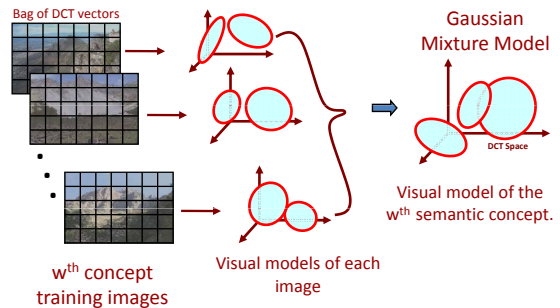 Bag of DCT vectors
Gaussian
Mixture Model
DCT Space
Visual model of the
wth semantic concept.
wth concept
training images
Visual models of each
image